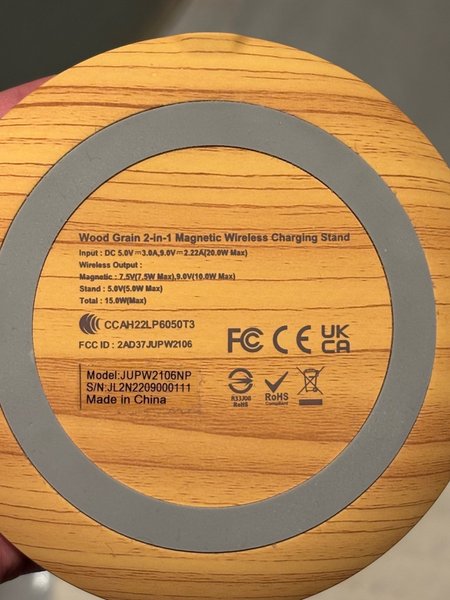 Wood Grain 2-in-1 Magnetic Wireless Charging Stand
Input : DC 5.0V⎓3.0A,9.0V⎓2.22A(20.0W Max)
Wireless Output :
Magnetic : 7.5V(7.5W Max),9.0V(10.0W Max)
Stand : 5.0V(5.0W Max)
Total : 15.0W(Max)
CCAH22LP6050T3
FCC ID : 2AD37JUPW2106
FC CE UK CA
Model:JUPW2106NP
S/N:JL2N2209000111
Made in China
R33J08
RoHS
RoHS
Compliant